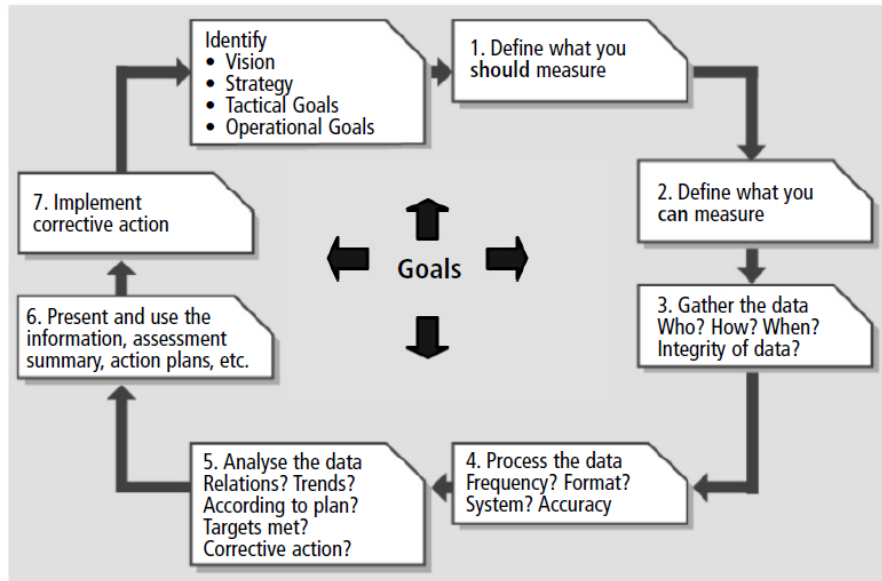 Identify
• Vision
• Strategy
• Tactical Goals
• Operational Goals
1. Define what you
should measure
2. Define what you
can measure
3. Gather the data
Who? How? When?
Integrity of data?
4. Process the data
Frequency? Format?
System? Accuracy
5. Analyse the data
Relations? Trends?
According to plan?
Targets met?
Corrective action?
6. Present and use the
information, assessment
summary, action plans, etc.
7. Implement
corrective action
Goals